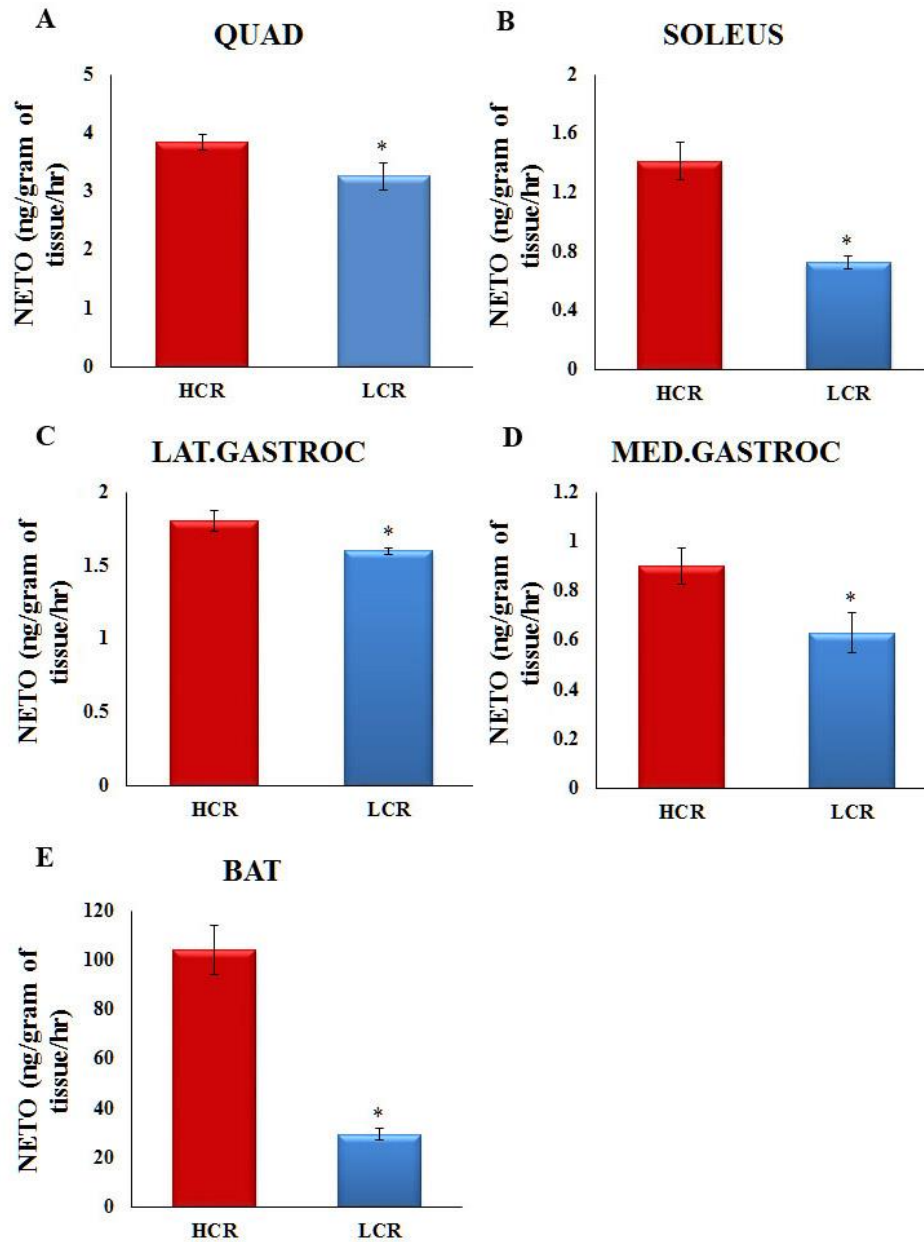 A
QUAD
NETO (ng/gram of
tissue/hr)
5
4
3
2
1
0
*
HCR
LCR
B
SOLEUS
NETO (ng/gram of
tissue/hr)
2
1.6
1.2
0.8
0.4
0
*
HCR
LCR
C
LAT.GASTROC
NETO (ng/gram of
tissue/hr)
2
1.5
1
0.5
0
*
HCR
LCR
D
MED.GASTROC
NETO (ng/gram of
tissue/hr)
1.2
1
0.8
0.6
0.4
0.2
0
*
HCR
LCR
E
BAT
NETO (ng/gram of
tissue/hr)
120
100
80
60
40
20
0
*
HCR
LCR